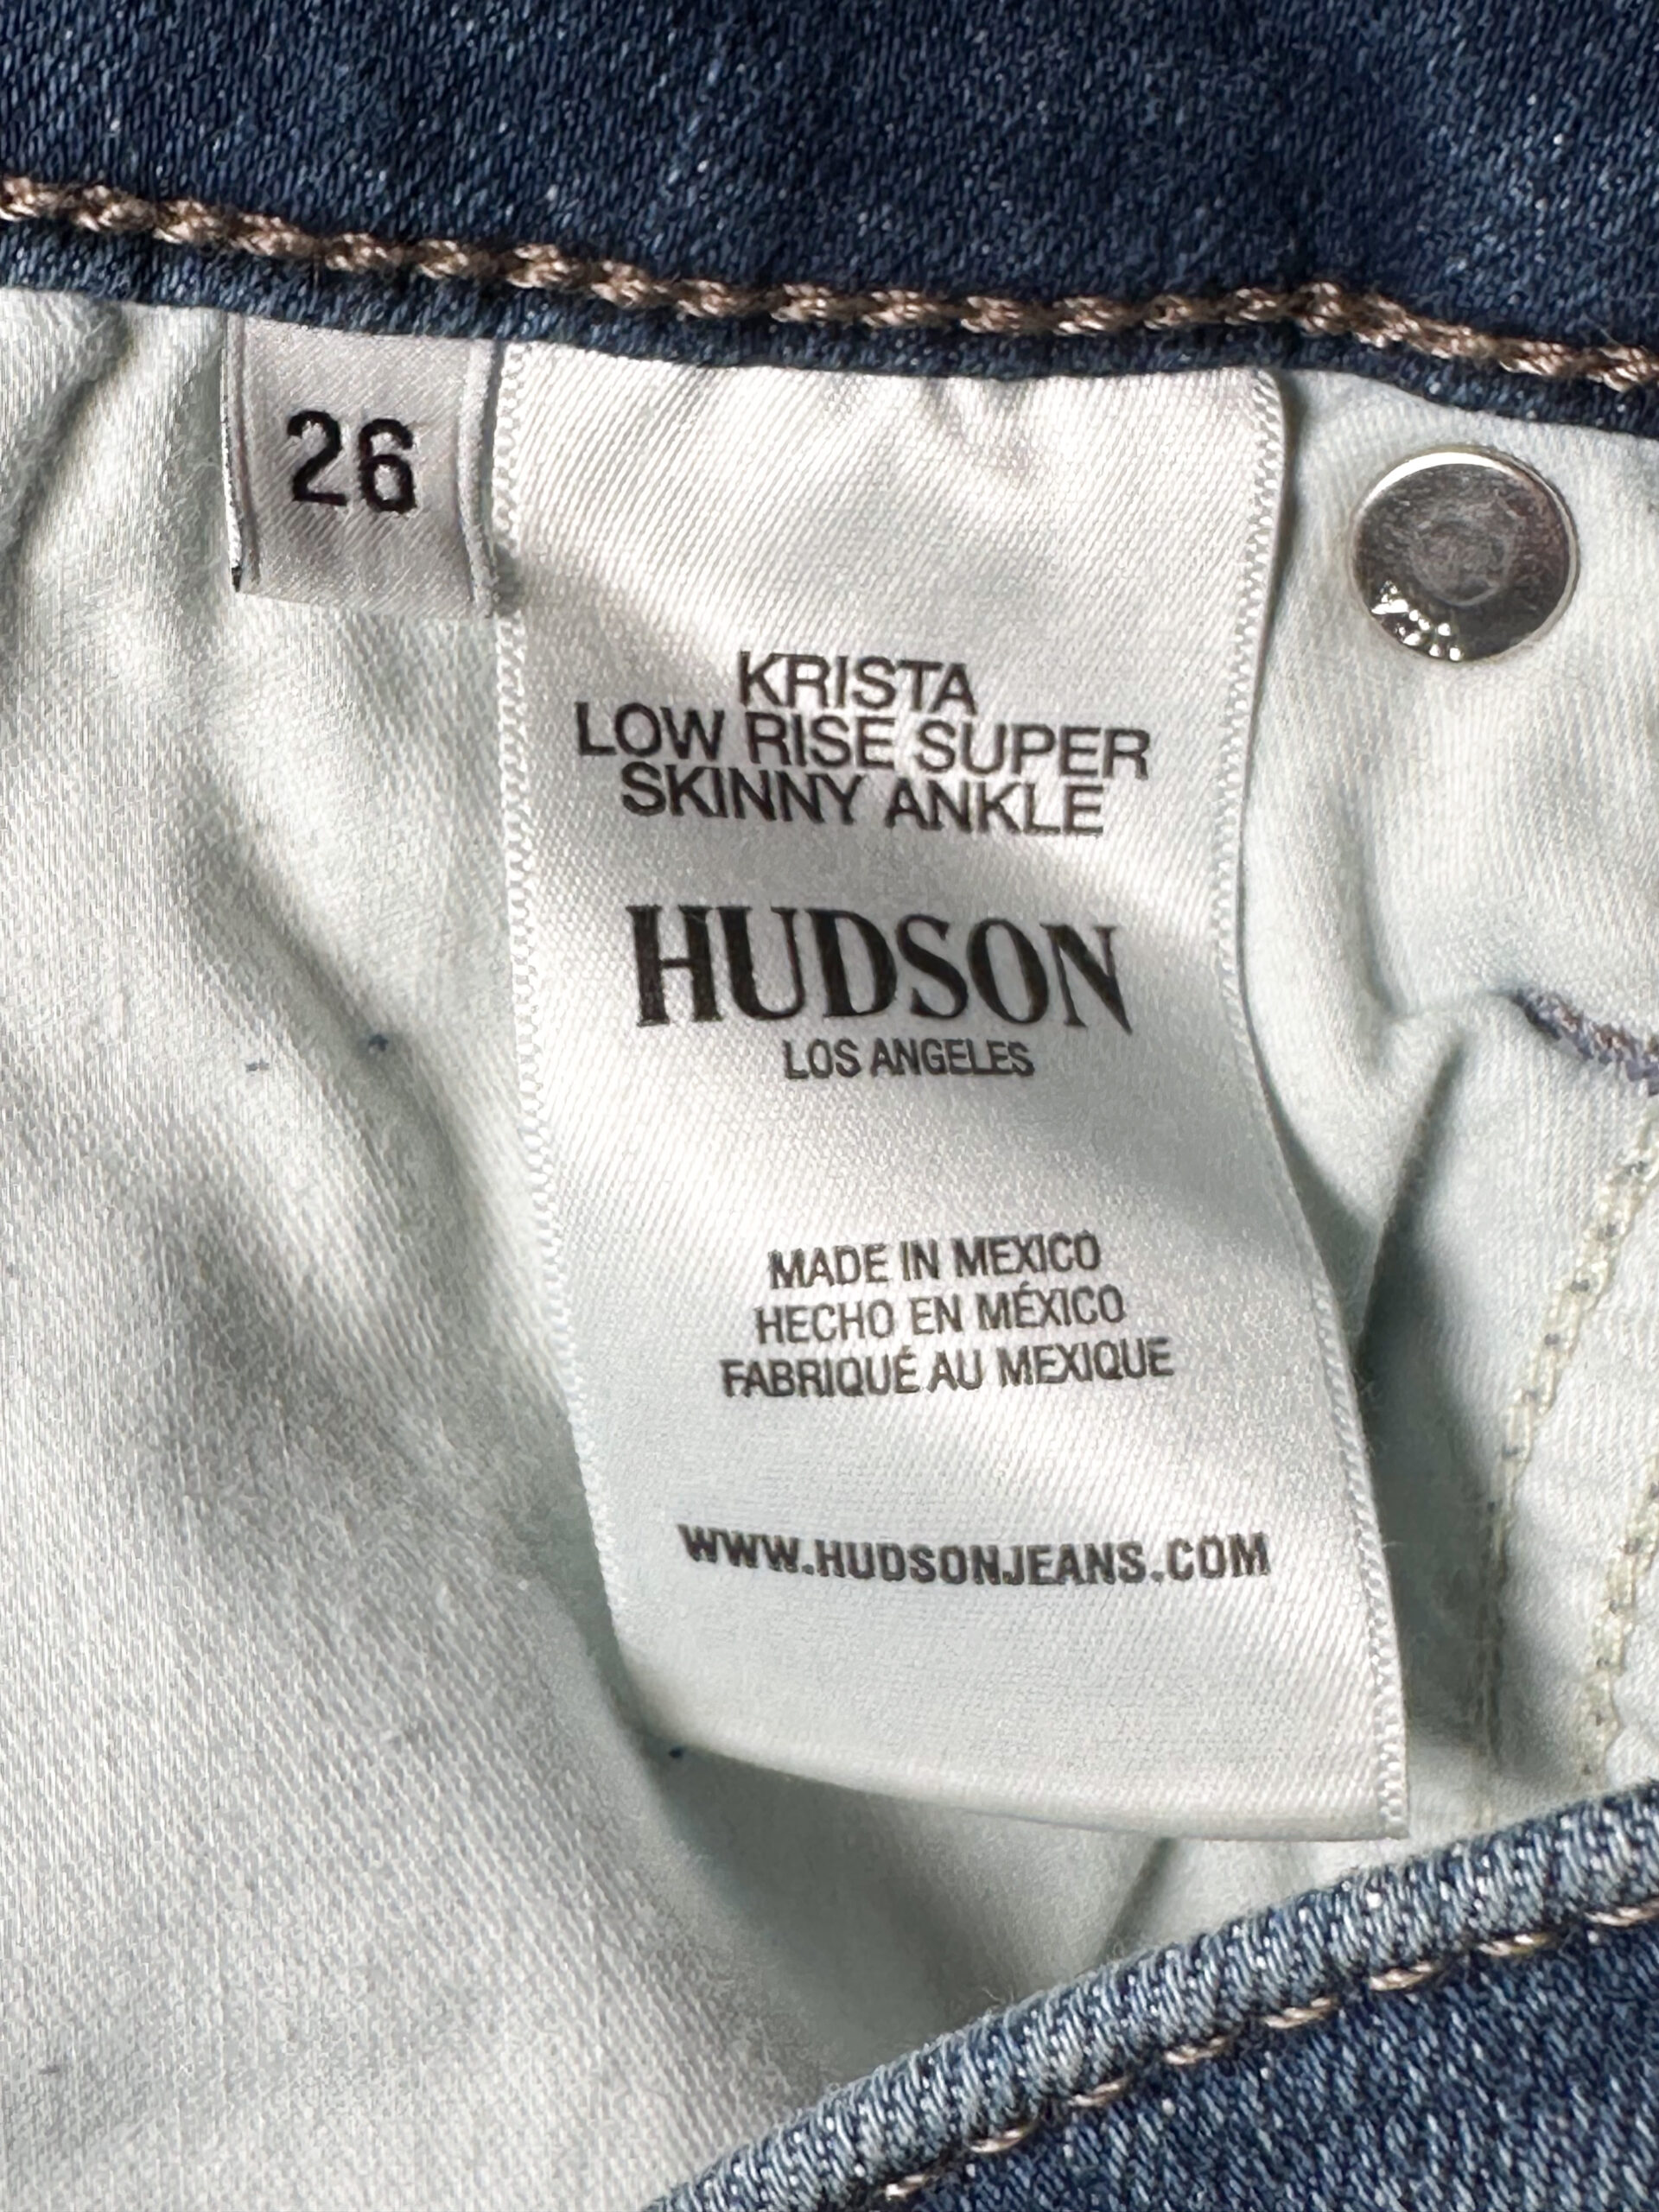 26
KRISTA
LOW RISE SUPER
SKINNY ANKLE
HUDSON
LOS ANGELES
MADE IN MEXICO
HECHO EN MÉXICO
FABRIQUÉ AU MEXIQUE
WWW.HUDSONJEANS.COM